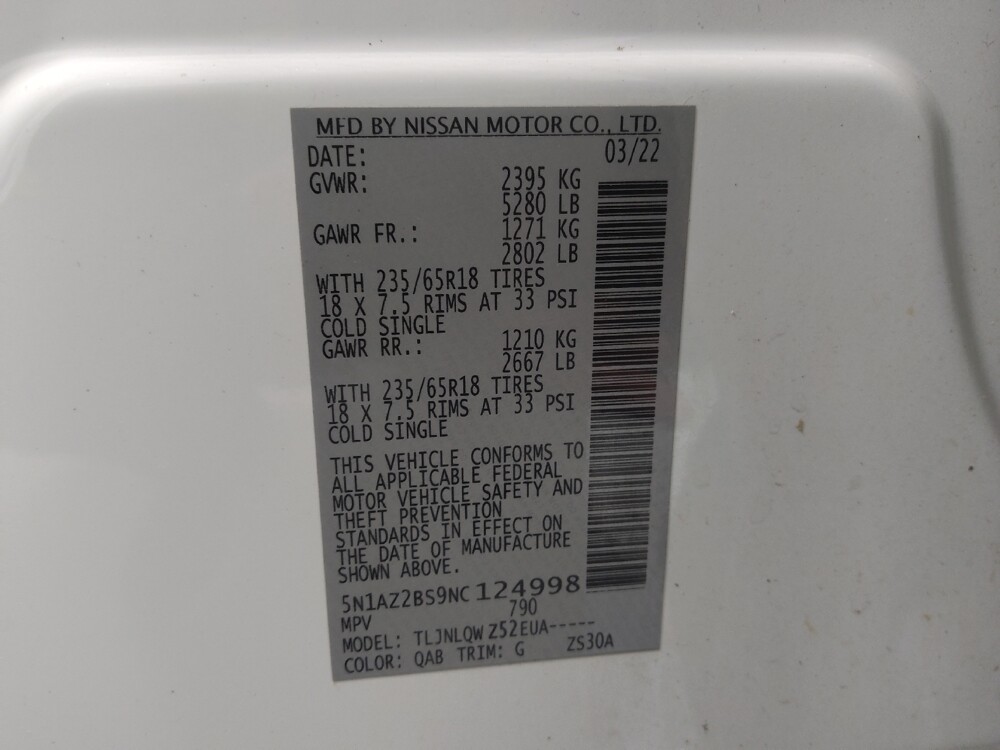 MFD BY NISSAN MOTOR CO., LTD.
DATE: 03/22
GVWR: 2395 KG
5280 LB
GAWR FR.: 1271 KG
2802 LB
WITH 235/65R18 TIRES
18 X 7.5 RIMS AT 33 PSI
COLD SINGLE
GAWR RR.: 1210 KG
2667 LB
WITH 235/65R18 TIRES
18 X 7.5 RIMS AT 33 PSI
COLD SINGLE
THIS VEHICLE CONFORMS TO
ALL APPLICABLE FEDERAL
MOTOR VEHICLE SAFETY AND
THEFT PREVENTION
STANDARDS IN EFFECT ON
THE DATE OF MANUFACTURE
SHOWN ABOVE.
5N1AZ2BS9NC 124998
MPV 790
MODEL: TLJNLQW Z52EUA-----
COLOR: QAB TRIM: G ZS30A